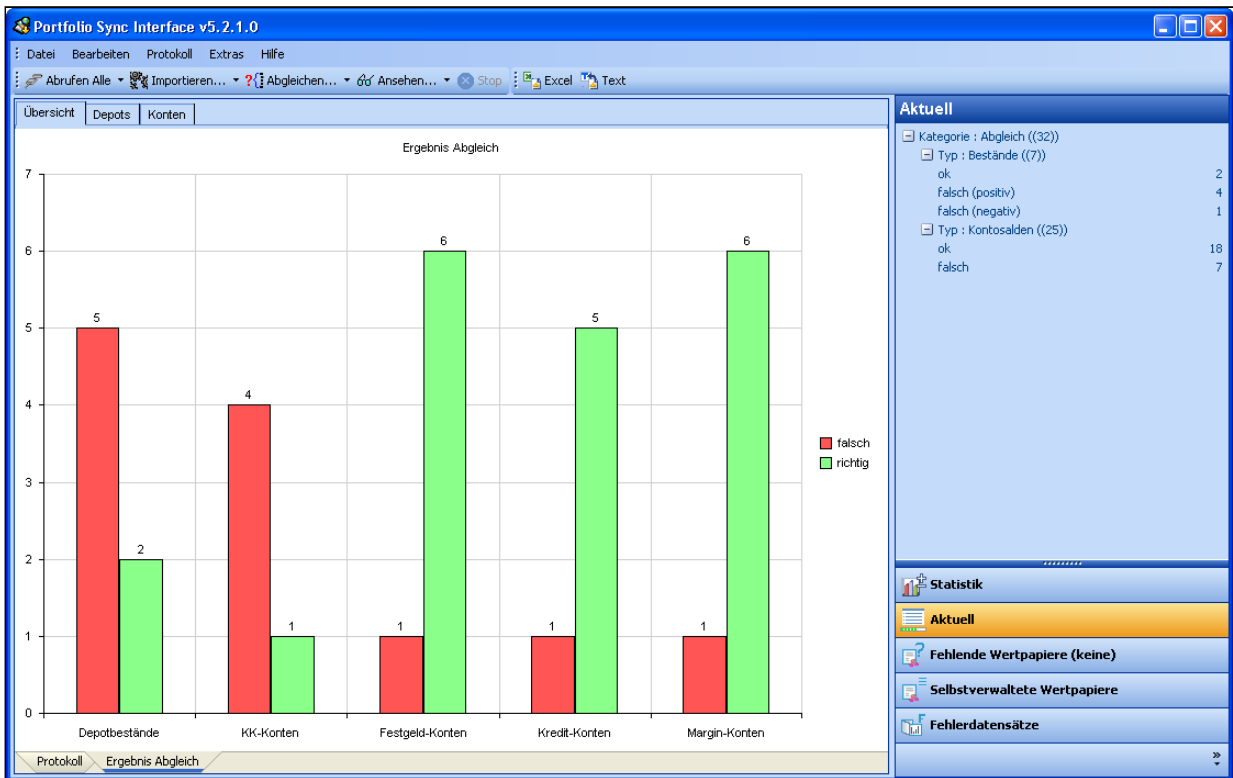 Portfolio Sync Interface v5.2.1.0
Datei Bearbeiten Protokoll Extras Hilfe
Abrufen Alle Importieren... Abgleichen... Ansehen... Stop Excel Text
Übersicht Depots Konten
Ergebnis Abgleich
7
6
5
4
3
2
1
0
5
2
4
1
1
6
1
5
1
6
Depotbestände KK-Konten Festgeld-Konten Kredit-Konten Margin-Konten
falsch
richtig
Protokoll Ergebnis Abgleich
Aktuell
Kategorie : Abgleich ((32))
Typ : Bestände ((7))
ok 2
falsch (positiv) 4
falsch (negativ) 1
Typ : Kontosalden ((25))
ok 18
falsch 7
Statistik
Aktuell
Fehlende Wertpapiere (keine)
Selbstverwaltete Wertpapiere
Fehlerdatensätze